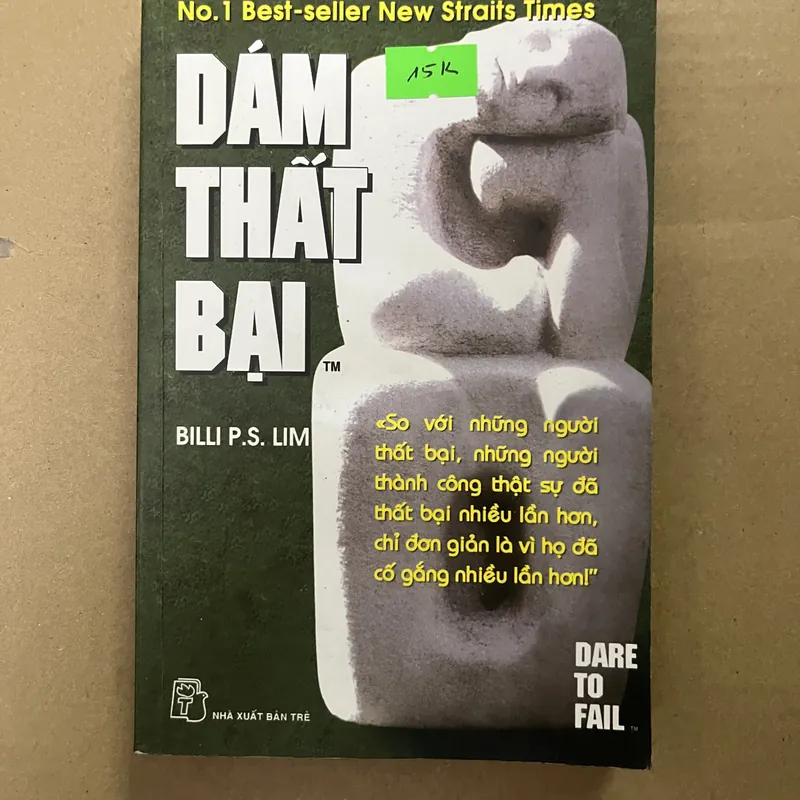 No.1 Best-seller New Straits Times
15K
DÁM
THẤT
BẠI ™
BILLI P.S. LIM
«So với những người
thất bại, những người
thành công thật sự đã
thất bại nhiều lần hơn,
chỉ đơn giản là vì họ đã
cố gắng nhiều lần hơn!”
DARE
TO
FAIL ™
T
NHÀ XUẤT BẢN TRẺ